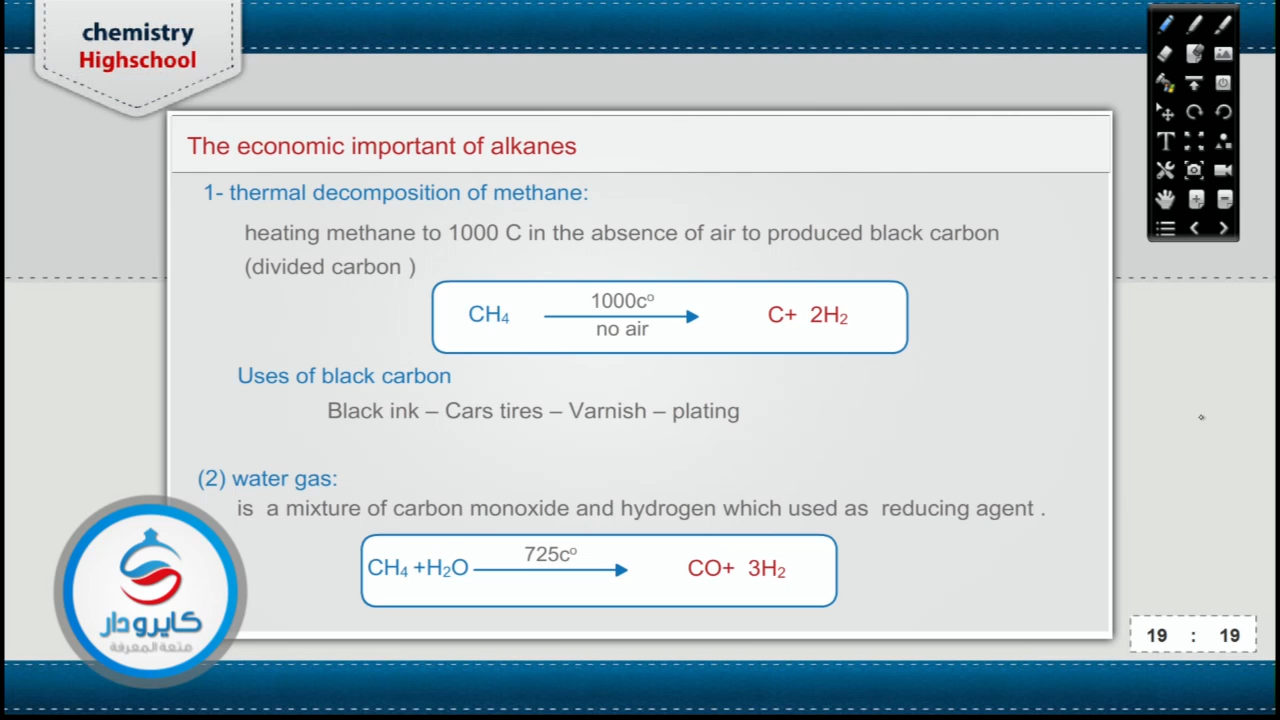 chemistry
Highschool
The economic important of alkanes
1- thermal decomposition of methane:
heating methane to 1000 C in the absence of air to produced black carbon
(divided carbon )
1000cº
CH₄ C+ 2H₂
no air
Uses of black carbon
Black ink – Cars tires – Varnish – plating
(2) water gas:
is a mixture of carbon monoxide and hydrogen which used as reducing agent .
725cº
CH₄ +H₂O CO+ 3H₂
كايرودار
متعة المعرفة
19 : 19